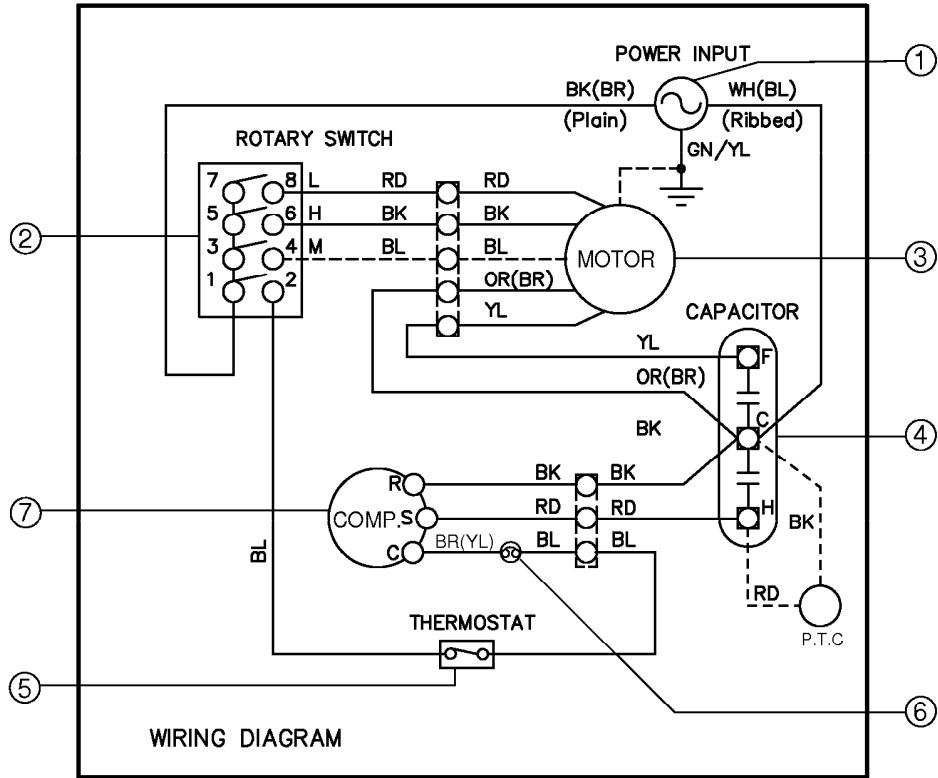 POWER INPUT
1
BK(BR)
WH(BL)
(Plain)
(Ribbed)
ROTARY SWITCH
GN/YL
7
8
L
RD
RD
5
6
H
BK
BK
2
3
4
M
BL
BL
MOTOR
3
1
2
OR(BR)
YL
CAPACITOR
YL
F
OR(BR)
C
BK
4
R
BK
BK
7
COMP.
S
RD
RD
H
BK
C
BR(YL)
BL
BL
BL
RD
THERMOSTAT
P.T.C
5
6
WIRING DIAGRAM